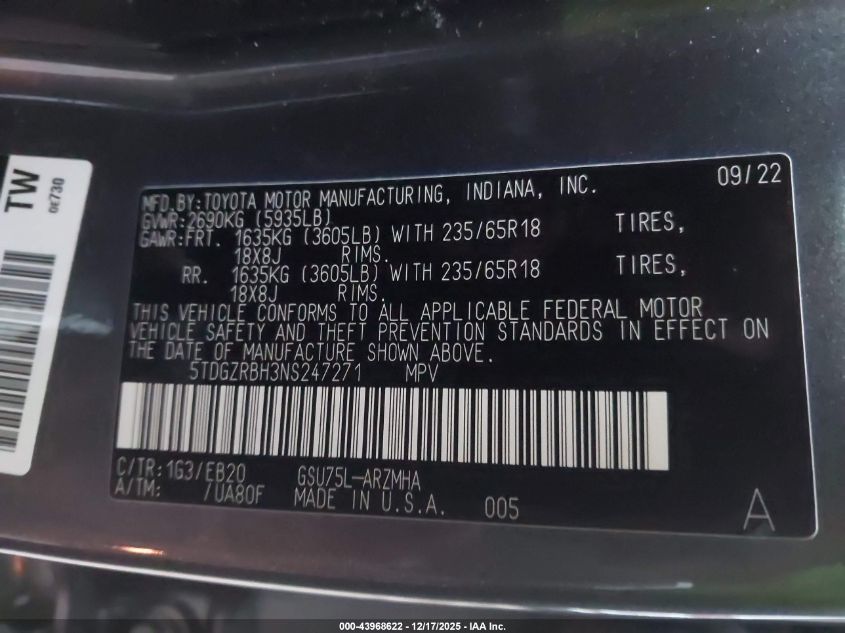 TW
0E730
09/22
MFD.BY:TOYOTA MOTOR MANUFACTURING, INDIANA, INC.
GVWR:2690KG (5935LB)
GAWR:FRT. 1635KG (3605LB) WITH 235/65R18 TIRES,
18X8J RIMS.
RR. 1635KG (3605LB) WITH 235/65R18 TIRES,
18X8J RIMS.
THIS VEHICLE CONFORMS TO ALL APPLICABLE FEDERAL MOTOR
VEHICLE SAFETY AND THEFT PREVENTION STANDARDS IN EFFECT ON
THE DATE OF MANUFACTURE SHOWN ABOVE.
5TDGZRBH3NS247271 MPV
C/TR:1G3/EB20 GSU75L-ARZMHA
A/TM: /UA80F MADE IN U.S.A. 005
A
000-43968622 - 12/17/2025 - IAA Inc.